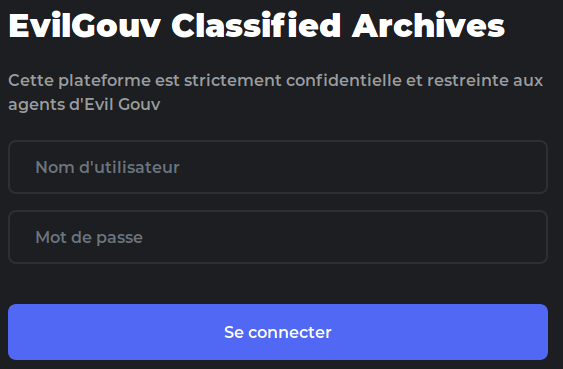 EvilGouv Classified Archives
Cette plateforme est strictement confidentielle et restreinte aux
agents d'Evil Gouv
Nom d'utilisateur
Mot de passe
Se connecter